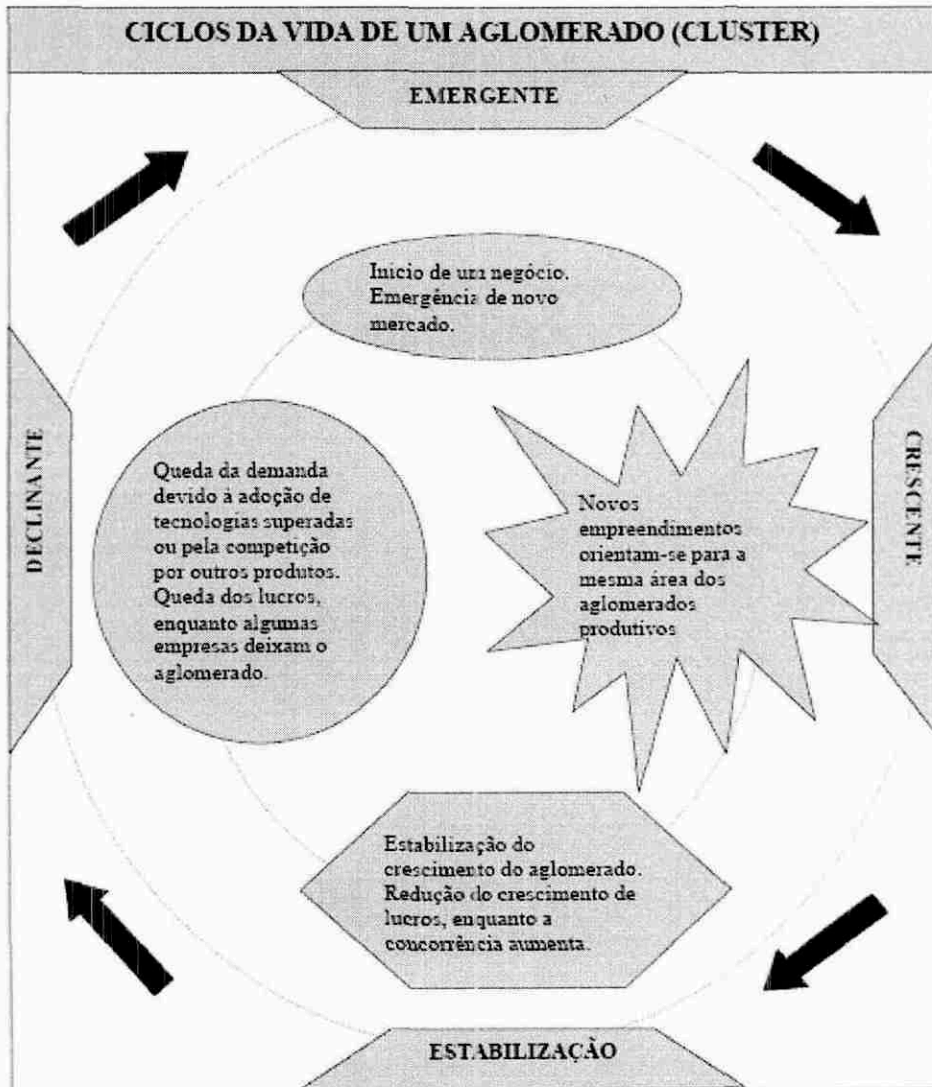 CICLOS DA VIDA DE UM AGLOMERADO (CLUSTER)
EMERGENTE
Inicio de um negócio.
Emergência de novo
mercado.
DECLINANTE
Queda da demanda
devido à adoção de
tecnologias superadas
ou pela competição
por outros produtos.
Queda dos lucros,
enquanto algumas
empresas deixam o
aglomerado.
Novos
empreendimentos
orientam-se para a
mesma área dos
aglomerados
produtivos
CRESCENTE
Estabilização do
crescimento do aglomerado.
Redução do crescimento de
lucros, enquanto a
concorrência aumenta.
ESTABILIZAÇÃO